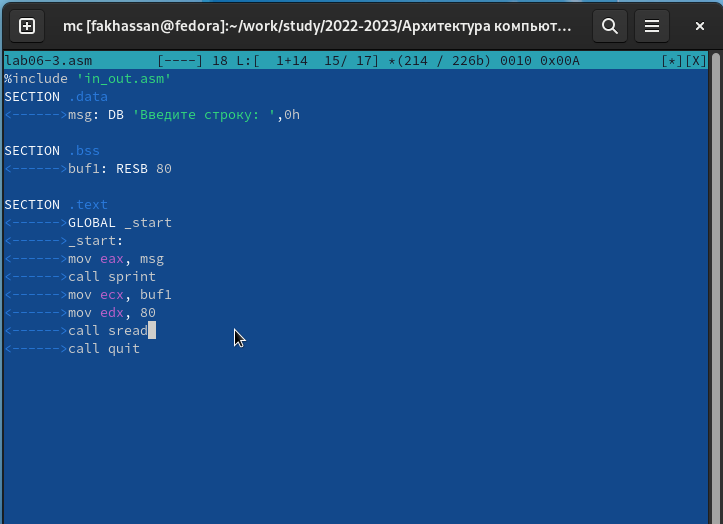 mc [fakhassan@fedora]:~/work/study/2022-2023/Архитектура компьют...
lab06-3.asm [----] 18 L:[ 1+14 15/ 17] *(214 / 226b) 0010 0x00A [*][X]
%include 'in_out.asm'
SECTION .data
<------>msg: DB 'Введите строку: ',0h
SECTION .bss
<------>buf1: RESB 80
SECTION .text
<------>GLOBAL _start
<------>_start:
<------>mov eax, msg
<------>call sprint
<------>mov ecx, buf1
<------>mov edx, 80
<------>call sread
<------>call quit